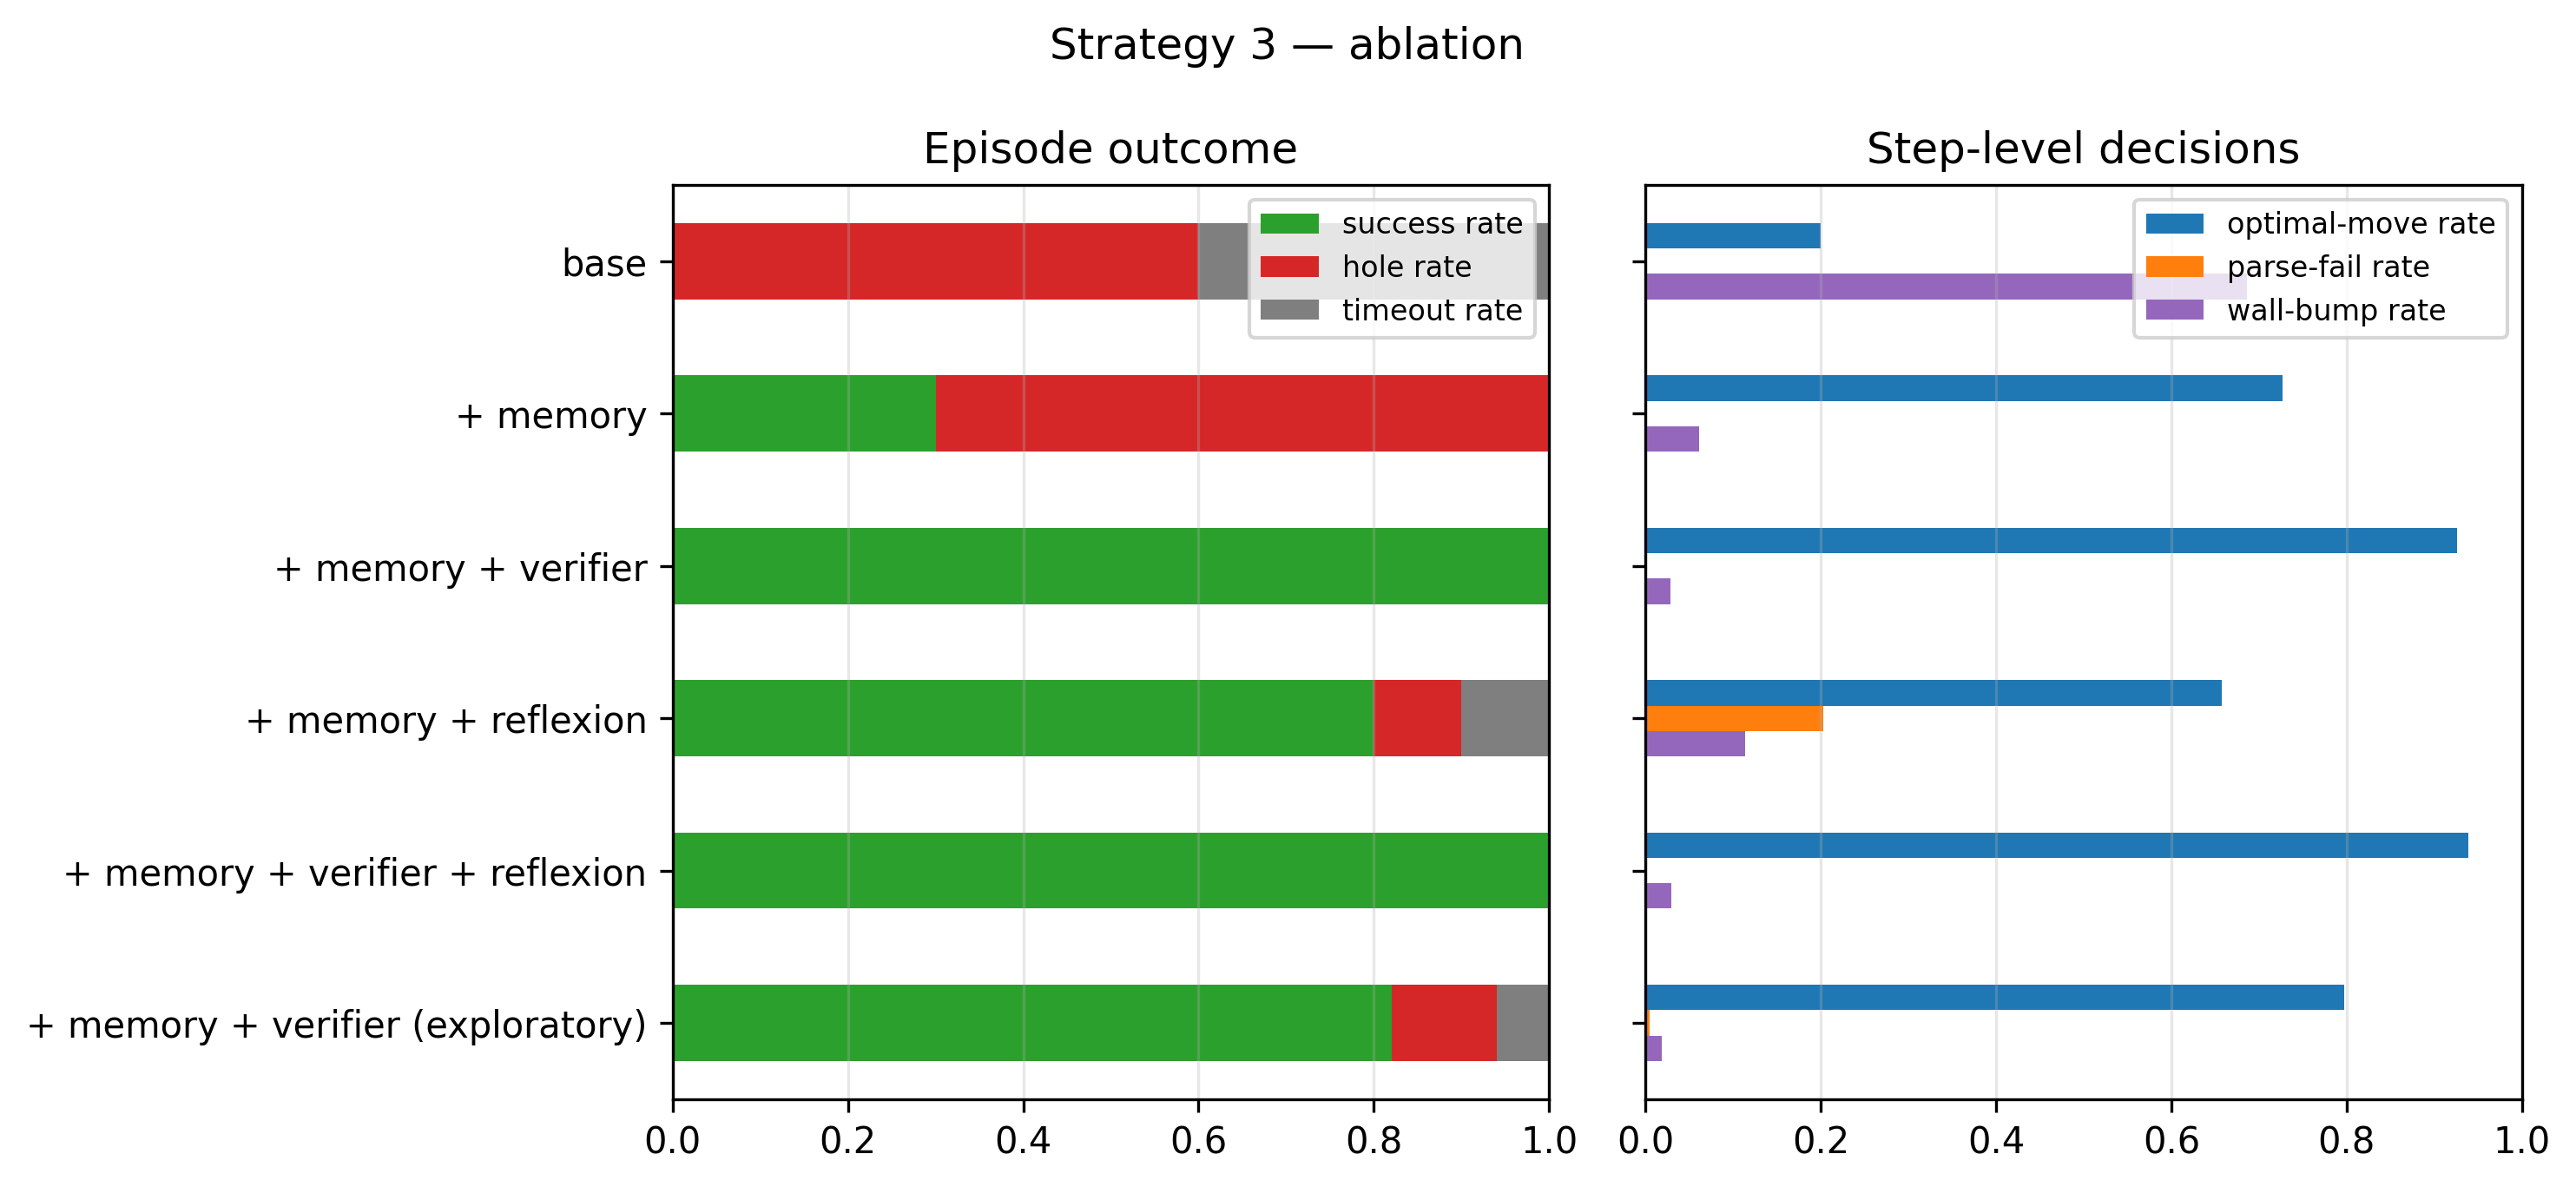 Strategy 3 — ablation
Episode outcome
Step-level decisions
success rate
hole rate
timeout rate
optimal-move rate
parse-fail rate
wall-bump rate
base
+ memory
+ memory + verifier
+ memory + reflexion
+ memory + verifier + reflexion
+ memory + verifier (exploratory)
0.0 0.2 0.4 0.6 0.8 1.0
0.0 0.2 0.4 0.6 0.8 1.0